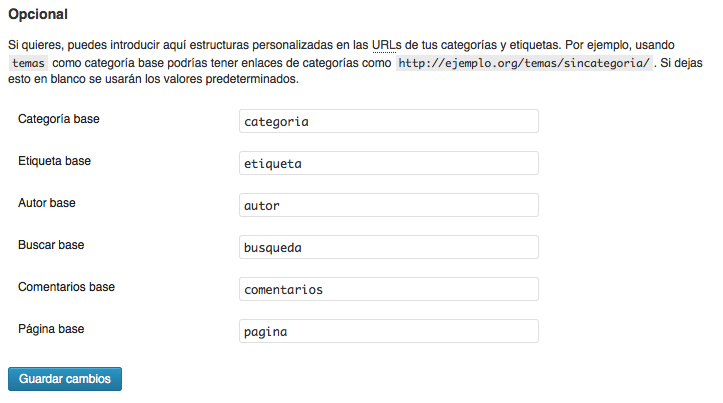 Opcional
Si quieres, puedes introducir aquí estructuras personalizadas en las URLs de tus categorías y etiquetas. Por ejemplo, usando
temas como categoría base podrías tener enlaces de categorías como http://ejemplo.org/temas/sincategoria/. Si dejas
esto en blanco se usarán los valores predeterminados.
Categoría base categoria
Etiqueta base etiqueta
Autor base autor
Buscar base busqueda
Comentarios base comentarios
Página base pagina
Guardar cambios